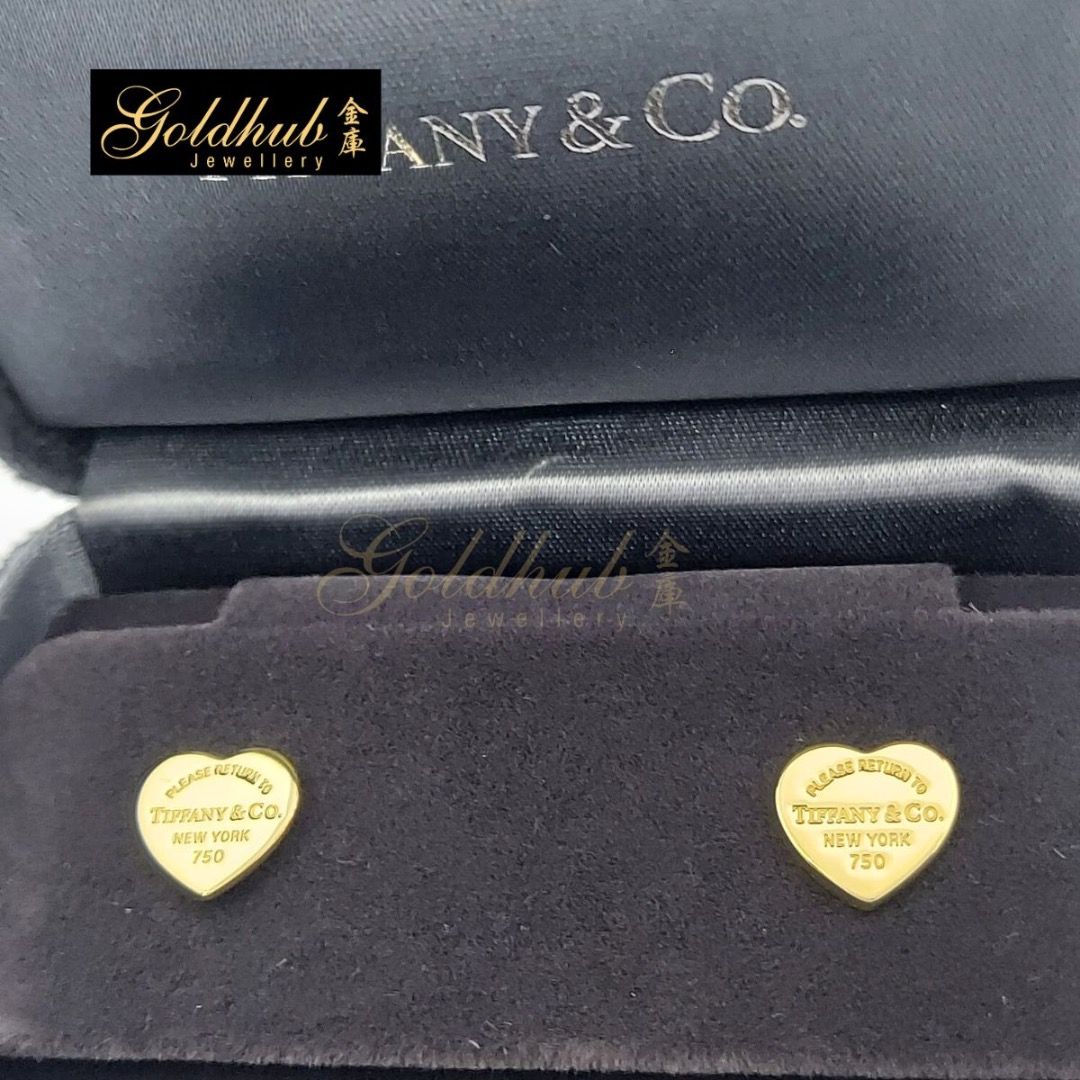 Goldhub 金庫
Jewellery
TIFFANY & CO.
Goldhub 金庫
Jewellery
PLEASE RETURN TO
TIFFANY & CO.
NEW YORK
750
PLEASE RETURN TO
TIFFANY & CO.
NEW YORK
750